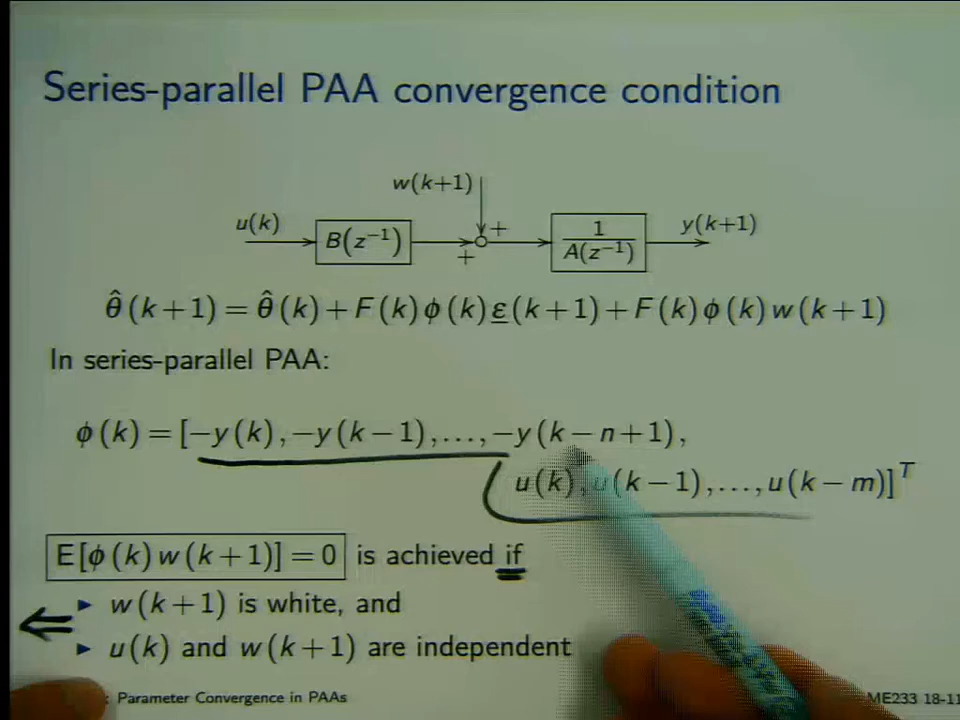 Series-parallel PAA convergence condition
w(k+1)
u(k) B(z⁻¹) + + 1/A(z⁻¹) y(k+1)
θ̂(k+1) = θ̂(k) + F(k)ϕ(k)ε(k+1) + F(k)ϕ(k)w(k+1)
In series-parallel PAA:
ϕ(k) = [−y(k), −y(k−1), …, −y(k−n+1),
u(k), u(k−1), …, u(k−m)]ᵀ
E[ϕ(k)w(k+1)] = 0 is achieved if
▸ w(k+1) is white, and
⇐ ▸ u(k) and w(k+1) are independent
: Parameter Convergence in PAAs ME233 18-11